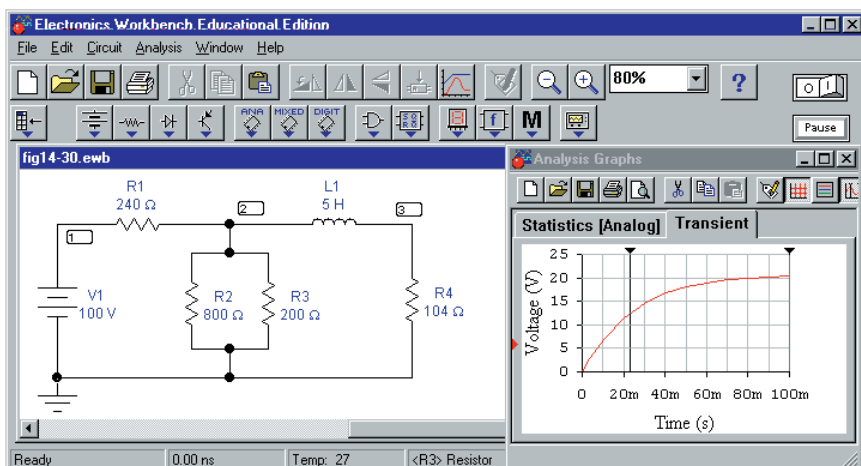 Electronics Workbench Educational Edition
File Edit Circuit Analysis Window Help
80%
?
O I
ANA MIXED DIGIT
f M
Pause
fig14-30.ewb
R1
240 Ω
2
L1
5 H
3
1
V1
100 V
R2
800 Ω
R3
200 Ω
R4
104 Ω
Analysis Graphs
Statistics [Analog] Transient
Voltage (V)
25
20
15
10
5
0
0 20m 40m 60m 80m 100m
Time (s)
Ready 0.00 ns Temp: 27 <R3> Resistor